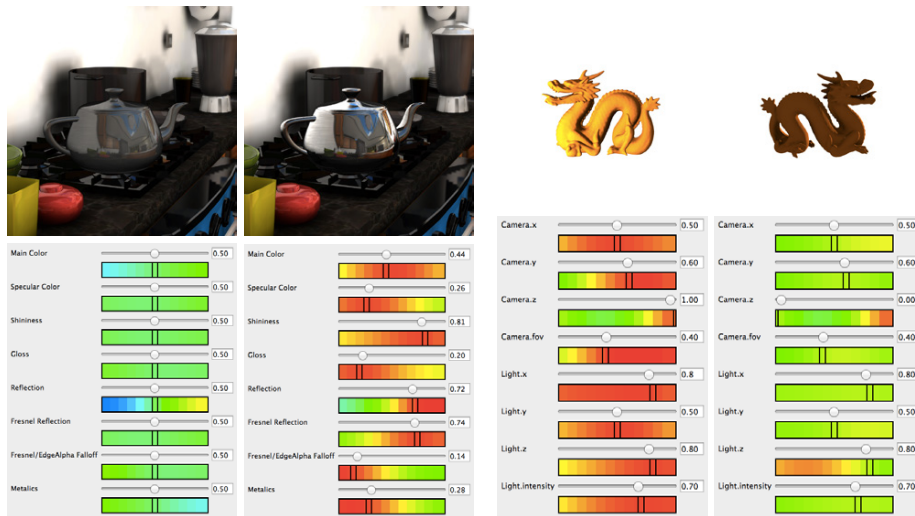 Main Color 0.50
Specular Color 0.50
Shininess 0.50
Gloss 0.50
Reflection 0.50
Fresnel Reflection 0.50
Fresnel/EdgeAlpha Falloff 0.50
Metalics 0.50
Main Color 0.44
Specular Color 0.26
Shininess 0.81
Gloss 0.20
Reflection 0.72
Fresnel Reflection 0.74
Fresnel/EdgeAlpha Falloff 0.14
Metalics 0.28
Camera.x 0.50
Camera.y 0.60
Camera.z 1.00
Camera.fov 0.40
Light.x 0.8
Light.y 0.50
Light.z 0.80
Light.intensity 0.70
Camera.x 0.50
Camera.y 0.60
Camera.z 0.00
Camera.fov 0.40
Light.x 0.80
Light.y 0.50
Light.z 0.80
Light.intensity 0.70